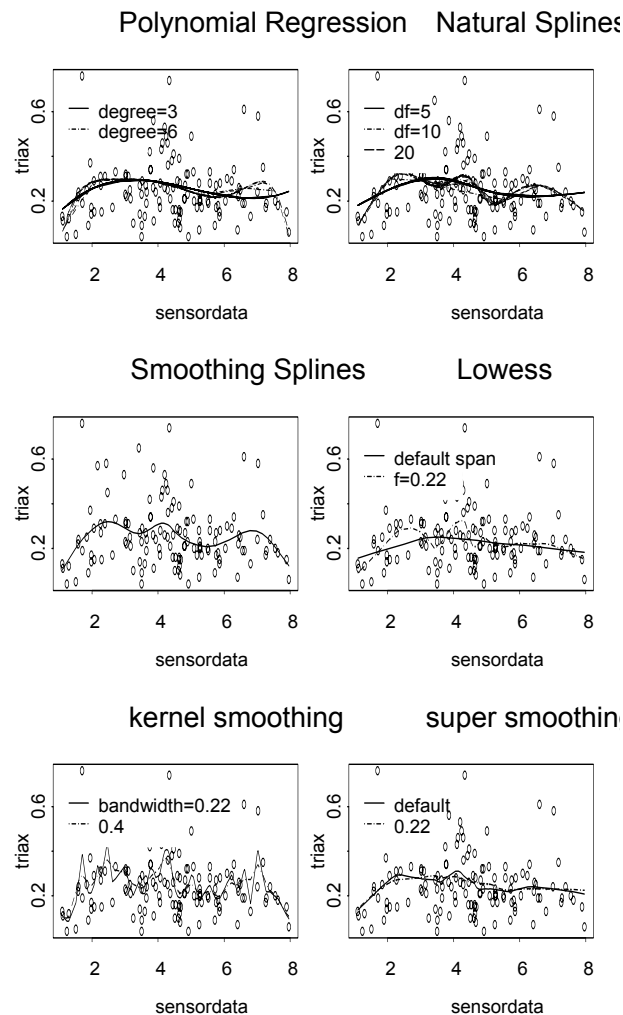 Polynomial Regression
Natural Splines
degree=3
degree=6
triax
0.6
0.2
2 4 6 8
sensordata
df=5
df=10
20
triax
0.6
0.2
2 4 6 8
sensordata
Smoothing Splines
Lowess
triax
0.6
0.2
2 4 6 8
sensordata
default span
f=0.22
triax
0.6
0.2
2 4 6 8
sensordata
kernel smoothing
super smoothing
bandwidth=0.22
0.4
triax
0.6
0.2
2 4 6 8
sensordata
default
0.22
triax
0.6
0.2
2 4 6 8
sensordata